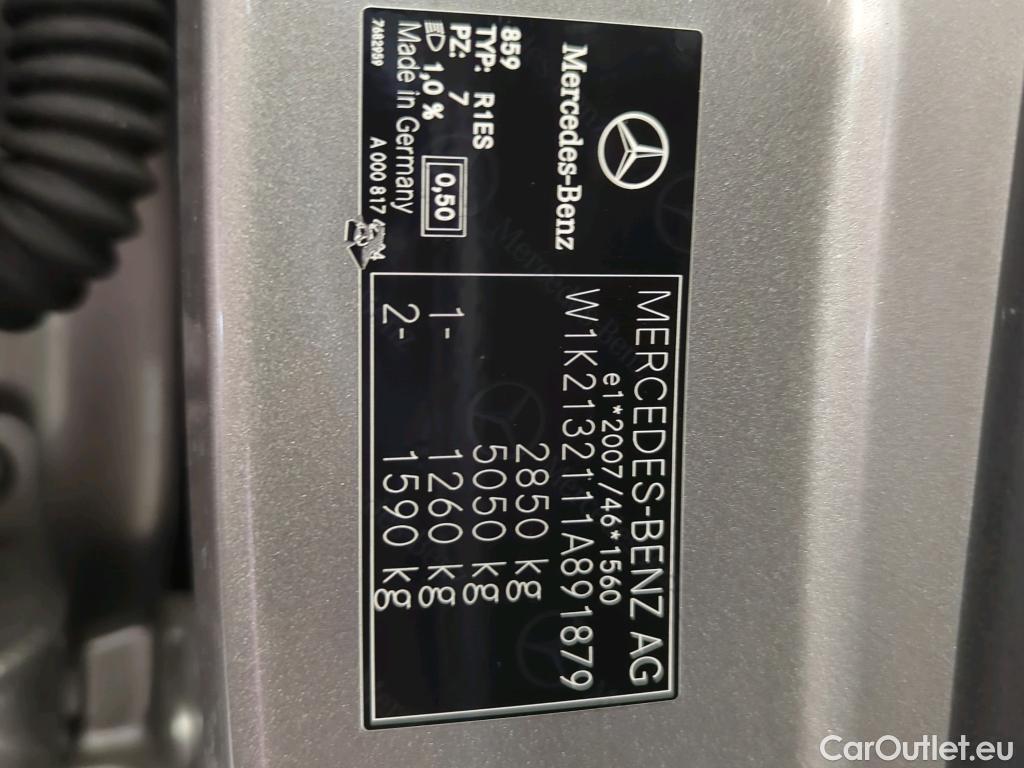 Mercedes-Benz
859
TYP: R1ES
PZ: 7
1,0 %
0,50
Made in Germany
7682959
A 000 817
MERCEDES-BENZ AG
e1*2007/46*1560
W1K2132111A891879
2850 kg
5050 kg
1- 1260 kg
2- 1590 kg
CarOutlet.eu